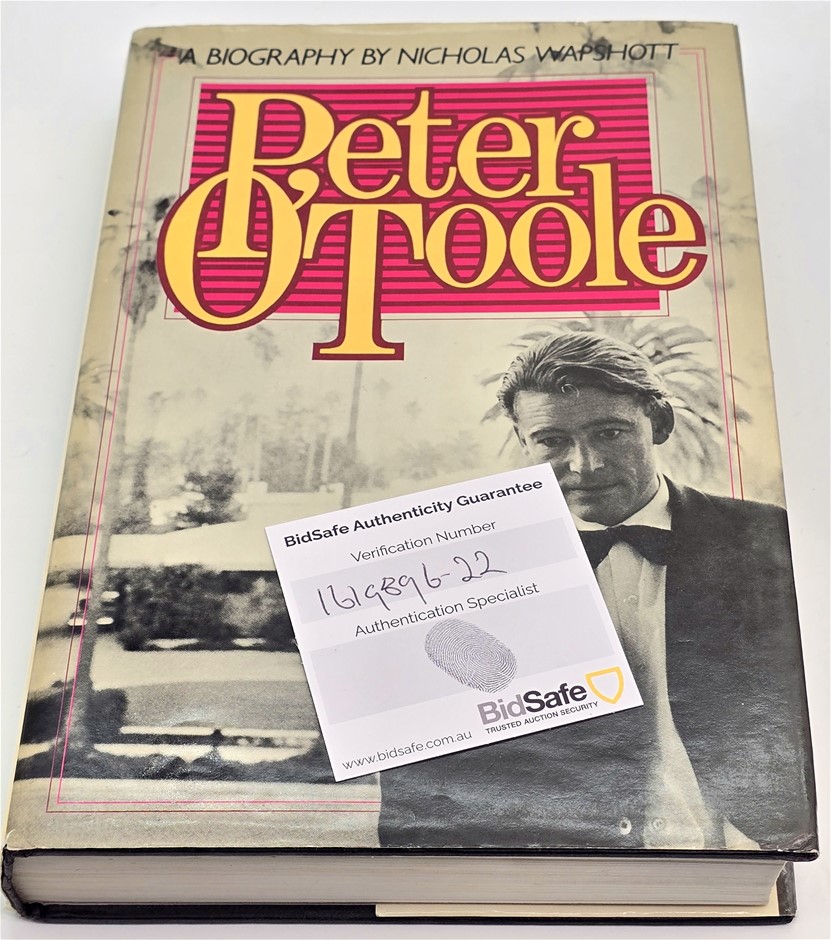 A BIOGRAPHY BY NICHOLAS WAPSHOTT
Peter
O'Toole
BidSafe Authenticity Guarantee
Verification Number
1619896-22
Authentication Specialist
BidSafe
TRUSTED AUCTION SECURITY
www.bidsafe.com.au